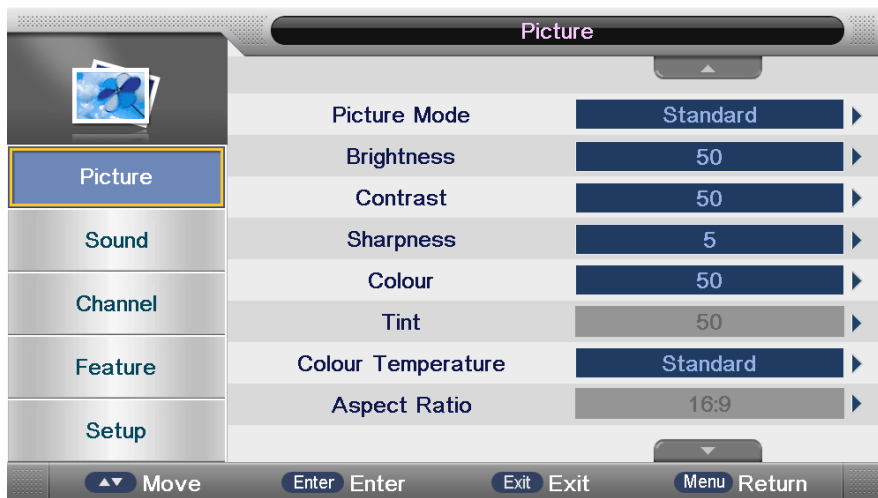 Picture
Picture Mode Standard
Brightness 50
Contrast 50
Sharpness 5
Colour 50
Tint 50
Colour Temperature Standard
Aspect Ratio 16:9
Picture
Sound
Channel
Feature
Setup
Move Enter Enter Exit Exit Menu Return